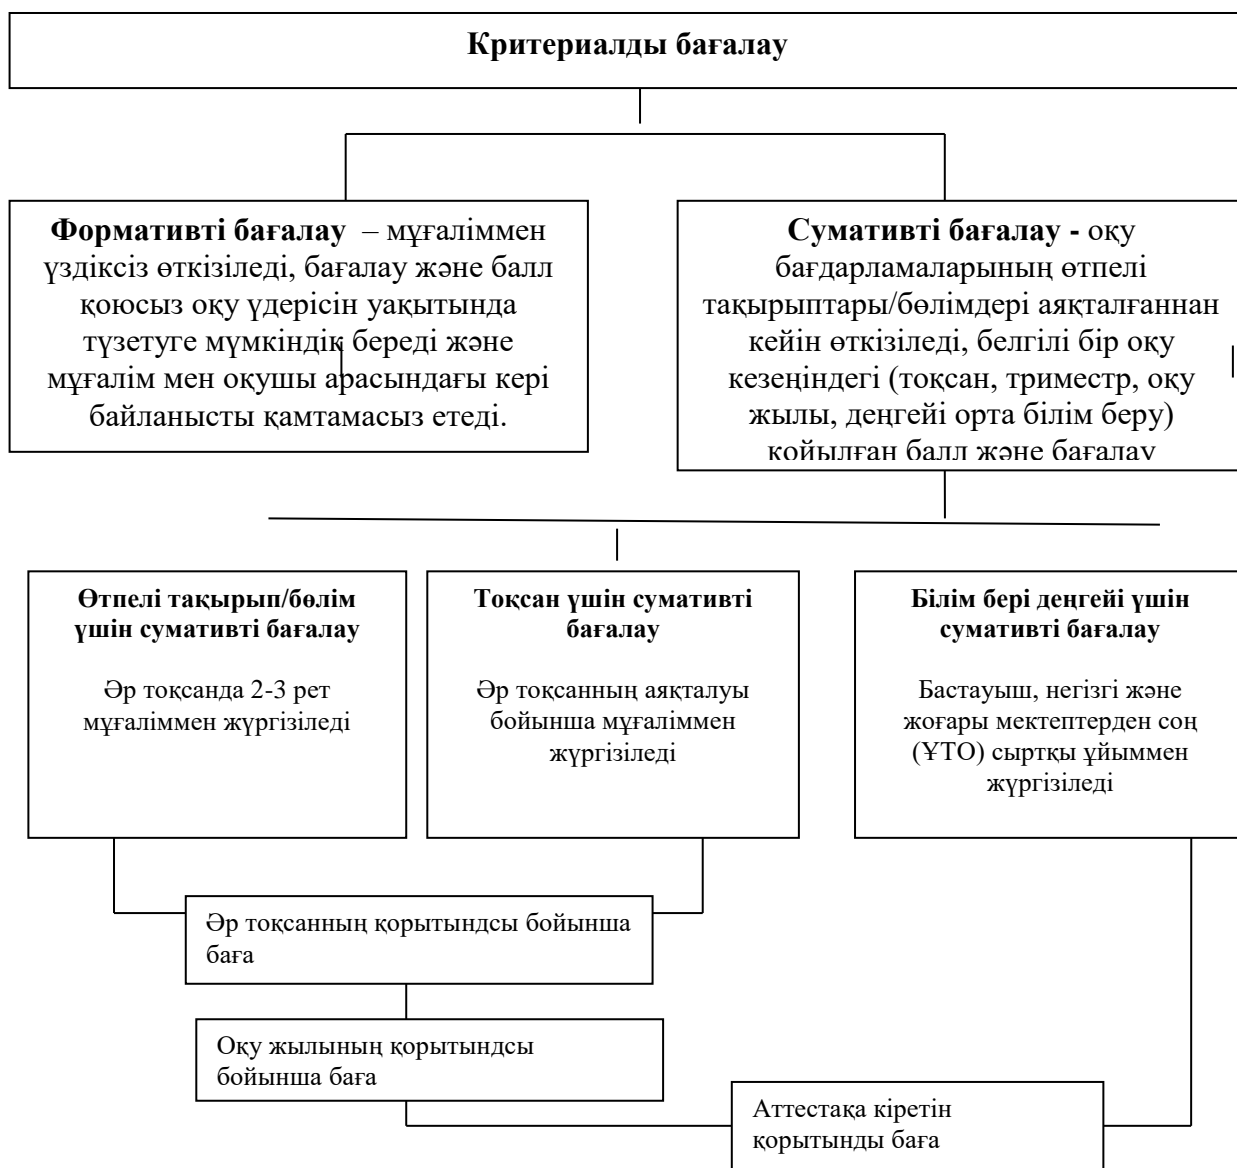 Критериалды бағалау
Формативті бағалау – мұғаліммен
үздіксіз өткізіледі, бағалау және балл
қоюсыз оқу үдерісін уақытында
түзетуге мүмкіндік береді және
мұғалім мен оқушы арасындағы кері
байланысты қамтамасыз етеді.
Сумативті бағалау - оқу
бағдарламаларының өтпелі
тақырыптары/бөлімдері аяқталғаннан
кейін өткізіледі, белгілі бір оқу
кезеңіндегі (тоқсан, триместр, оқу
жылы, деңгейі орта білім беру)
қойылған балл және бағалау
Өтпелі тақырып/бөлім
үшін сумативті бағалау
Әр тоқсанда 2-3 рет
мұғаліммен жүргізіледі
Тоқсан үшін сумативті
бағалау
Әр тоқсанның аяқталуы
бойынша мұғаліммен
жүргізіледі
Білім бері деңгейі үшін
сумативті бағалау
Бастауыш, негізгі және
жоғары мектептерден соң
(ҰТО) сыртқы ұйыммен
жүргізіледі
Әр тоқсанның қорытындсы бойынша
баға
Оқу жылының қорытындсы
бойынша баға
Аттестақа кіретін
қорытынды баға